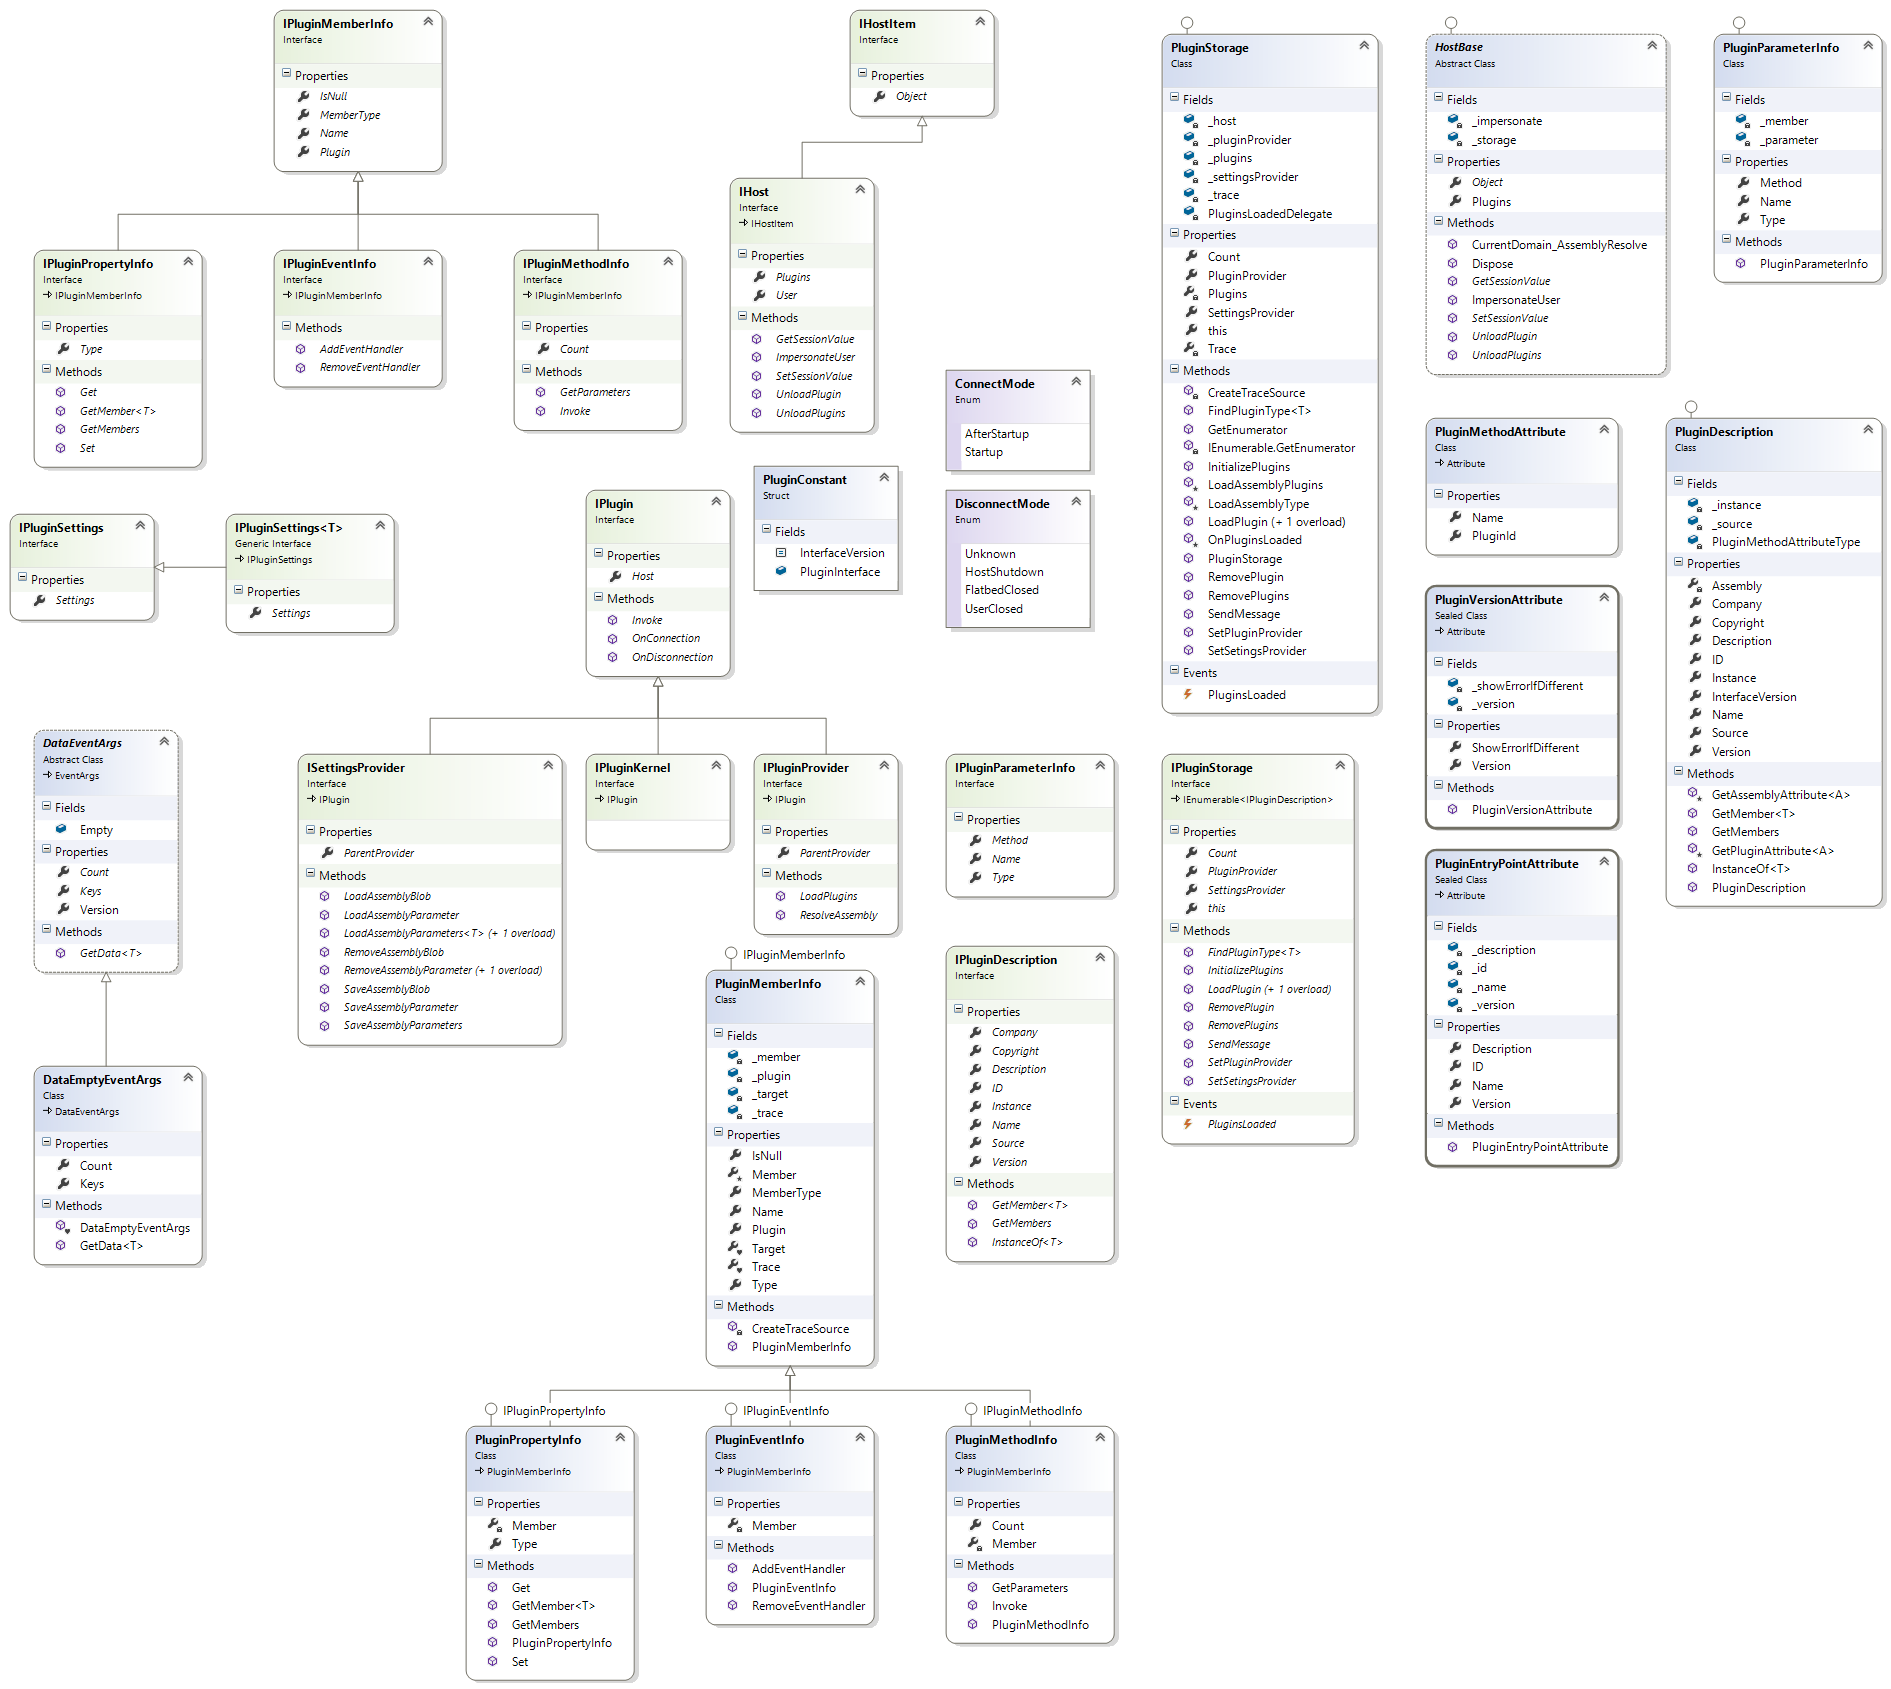 IPluginMemberInfo
Interface
Properties
IsNull
MemberType
Name
Plugin
IHostItem
Interface
Properties
Object
IHost
Interface
IHostItem
Properties
Plugins
User
Methods
GetSessionValue
ImpersonateUser
SetSessionValue
UnloadPlugin
UnloadPlugins
IPluginPropertyInfo
Interface
IPluginMemberInfo
Properties
Type
Methods
Get
GetMember<T>
GetMembers
Set
IPluginEventInfo
Interface
IPluginMemberInfo
Methods
AddEventHandler
RemoveEventHandler
IPluginMethodInfo
Interface
IPluginMemberInfo
Properties
Count
Methods
GetParameters
Invoke
PluginStorage
Class
Fields
_host
_pluginProvider
_plugins
_settingsProvider
_trace
PluginsLoadedDelegate
Properties
Count
PluginProvider
Plugins
SettingsProvider
this
Trace
Methods
CreateTraceSource
FindPluginType<T>
GetEnumerator
IEnumerable.GetEnumerator
InitializePlugins
LoadAssemblyPlugins
LoadAssemblyType
LoadPlugin (+ 1 overload)
OnPluginsLoaded
PluginStorage
RemovePlugin
RemovePlugins
SendMessage
SetPluginProvider
SetSetingsProvider
Events
PluginsLoaded
HostBase
Abstract Class
Fields
_impersonate
_storage
Properties
Object
Plugins
Methods
CurrentDomain_AssemblyResolve
Dispose
GetSessionValue
ImpersonateUser
SetSessionValue
UnloadPlugin
UnloadPlugins
PluginParameterInfo
Class
Fields
_member
_parameter
Properties
Method
Name
Type
Methods
PluginParameterInfo
ConnectMode
Enum
AfterStartup
Startup
PluginConstant
Struct
Fields
InterfaceVersion
PluginInterface
DisconnectMode
Enum
Unknown
HostShutdown
FlatbedClosed
UserClosed
PluginMethodAttribute
Class
Attribute
Properties
Name
PluginId
PluginDescription
Class
Fields
_instance
_source
PluginMethodAttributeType
Properties
Assembly
Company
Copyright
Description
ID
Instance
InterfaceVersion
Name
Source
Version
Methods
GetAssemblyAttribute<A>
GetMember<T>
GetMembers
GetPluginAttribute<A>
InstanceOf<T>
PluginDescription
IPluginSettings
Interface
Properties
Settings
IPluginSettings<T>
Generic Interface
IPluginSettings
Properties
Settings
IPlugin
Interface
Properties
Host
Methods
Invoke
OnConnection
OnDisconnection
PluginVersionAttribute
Sealed Class
Attribute
Fields
_showErrorIfDifferent
_version
Properties
ShowErrorIfDifferent
Version
Methods
PluginVersionAttribute
DataEventArgs
Abstract Class
EventArgs
Fields
Empty
Properties
Count
Keys
Version
Methods
GetData<T>
ISettingsProvider
Interface
IPlugin
Properties
ParentProvider
Methods
LoadAssemblyBlob
LoadAssemblyParameter
LoadAssemblyParameters<T> (+ 1 overload)
RemoveAssemblyBlob
RemoveAssemblyParameter (+ 1 overload)
SaveAssemblyBlob
SaveAssemblyParameter
SaveAssemblyParameters
IPluginKernel
Interface
IPlugin
IPluginProvider
Interface
IPlugin
Properties
ParentProvider
Methods
LoadPlugins
ResolveAssembly
IPluginParameterInfo
Interface
Properties
Method
Name
Type
IPluginStorage
Interface
IEnumerable<IPluginDescription>
Properties
Count
PluginProvider
SettingsProvider
this
Methods
FindPluginType<T>
InitializePlugins
LoadPlugin (+ 1 overload)
RemovePlugin
RemovePlugins
SendMessage
SetPluginProvider
SetSetingsProvider
Events
PluginsLoaded
PluginEntryPointAttribute
Sealed Class
Attribute
Fields
_description
_id
_name
_version
Properties
Description
ID
Name
Version
Methods
PluginEntryPointAttribute
IPluginMemberInfo
PluginMemberInfo
Class
Fields
_member
_plugin
_target
_trace
Properties
IsNull
Member
MemberType
Name
Plugin
Target
Trace
Type
Methods
CreateTraceSource
PluginMemberInfo
IPluginDescription
Interface
Properties
Company
Copyright
Description
ID
Instance
Name
Source
Version
Methods
GetMember<T>
GetMembers
InstanceOf<T>
DataEmptyEventArgs
Class
DataEventArgs
Properties
Count
Keys
Methods
DataEmptyEventArgs
GetData<T>
IPluginPropertyInfo
PluginPropertyInfo
Class
PluginMemberInfo
Properties
Member
Type
Methods
Get
GetMember<T>
GetMembers
PluginPropertyInfo
Set
IPluginEventInfo
PluginEventInfo
Class
PluginMemberInfo
Properties
Member
Methods
AddEventHandler
PluginEventInfo
RemoveEventHandler
IPluginMethodInfo
PluginMethodInfo
Class
PluginMemberInfo
Properties
Count
Member
Methods
GetParameters
Invoke
PluginMethodInfo